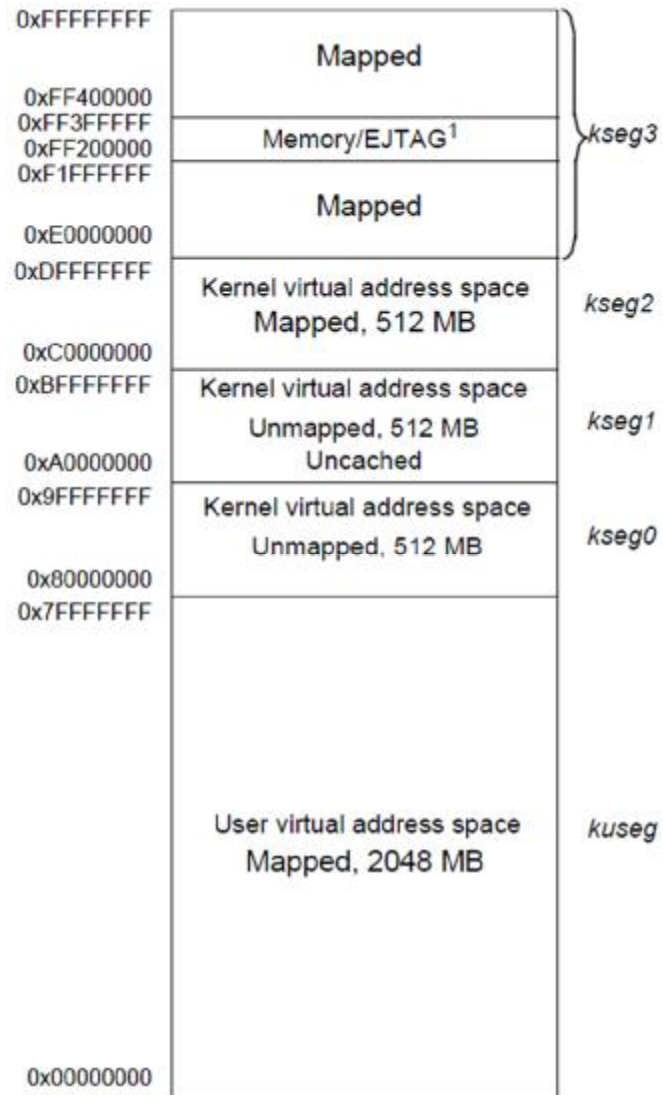 0xFFFFFFFFF
Mapped
0xFF400000
0xFF3FFFFF
Memory/EJTAG1
kseg3
0xFF200000
0xF1FFFFFF
Mapped
0xE0000000
0xDFFFFFFF
Kernel virtual address space
Mapped, 512 MB
kseg2
0xC0000000
0xBFFFFFFF
Kernel virtual address space
Unmapped, 512 MB
kseg1
Uncached
0xA0000000
0x9FFFFFFF
Kernel virtual address space
Unmapped, 512 MB
kseg0
0x80000000
0x7FFFFFFF
User virtual address space
Mapped, 2048 MB
kuseg
0x00000000